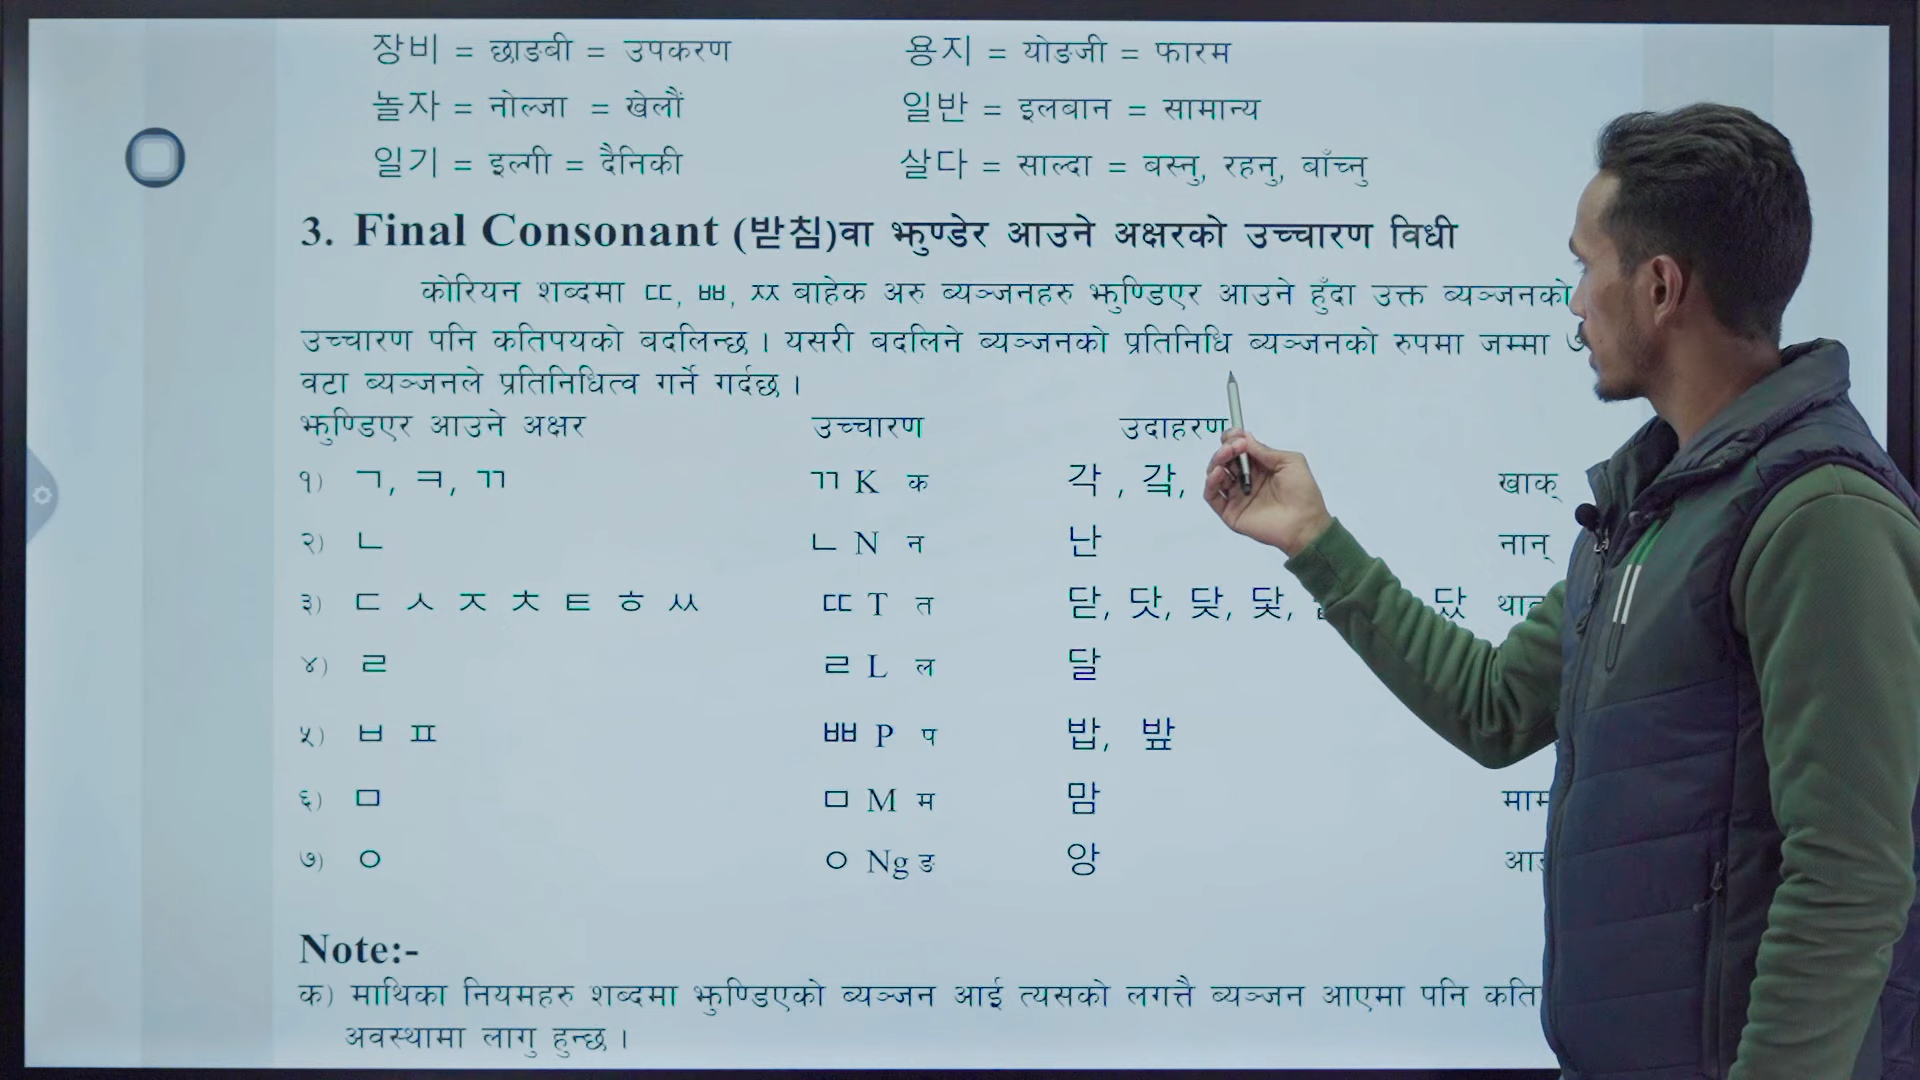 장비 = छाङबी = उपकरण 용지 = योङजी = फारम
놀자 = नोल्जा = खेलौं 일반 = इलबान = सामान्य
일기 = इल्गी = दैनिकी 살다 = साल्दा = बस्नु, रहनु, बाँच्नु
3. Final Consonant (받침)वा झुण्डेर आउने अक्षरको उच्चारण विधी
कोरियन शब्दमा ㄸ, ㅃ, ㅉ बाहेक अरु ब्यञ्जनहरु झुण्डिएर आउने हुँदा उक्त ब्यञ्जनको
उच्चारण पनि कतिपयको बदलिन्छ । यसरी बदलिने ब्यञ्जनको प्रतिनिधि ब्यञ्जनको रुपमा जम्मा ७
वटा ब्यञ्जनले प्रतिनिधित्व गर्ने गर्दछ ।
झुण्डिएर आउने अक्षर उच्चारण उदाहरण
१) ㄱ, ㅋ, ㄲ ㄲ K क 각 , 갘, खाक्
२) ㄴ ㄴ N न 난 नान्
३) ㄷ ㅅ ㅈ ㅊ ㅌ ㅎ ㅆ ㄸ T त 닫, 닷, 닺, 닻, 닸
४) ㄹ ㄹ L ल 달
५) ㅂ ㅍ ㅃ P प 밥, 밮
६) ㅁ ㅁ M म 맘
७) ㅇ ㅇ Ng ङ 앙
Note:-
क) माथिका नियमहरु शब्दमा झुण्डिएको ब्यञ्जन आई त्यसको लगत्तै ब्यञ्जन आएमा पनि
अवस्थामा लागु हुन्छ ।